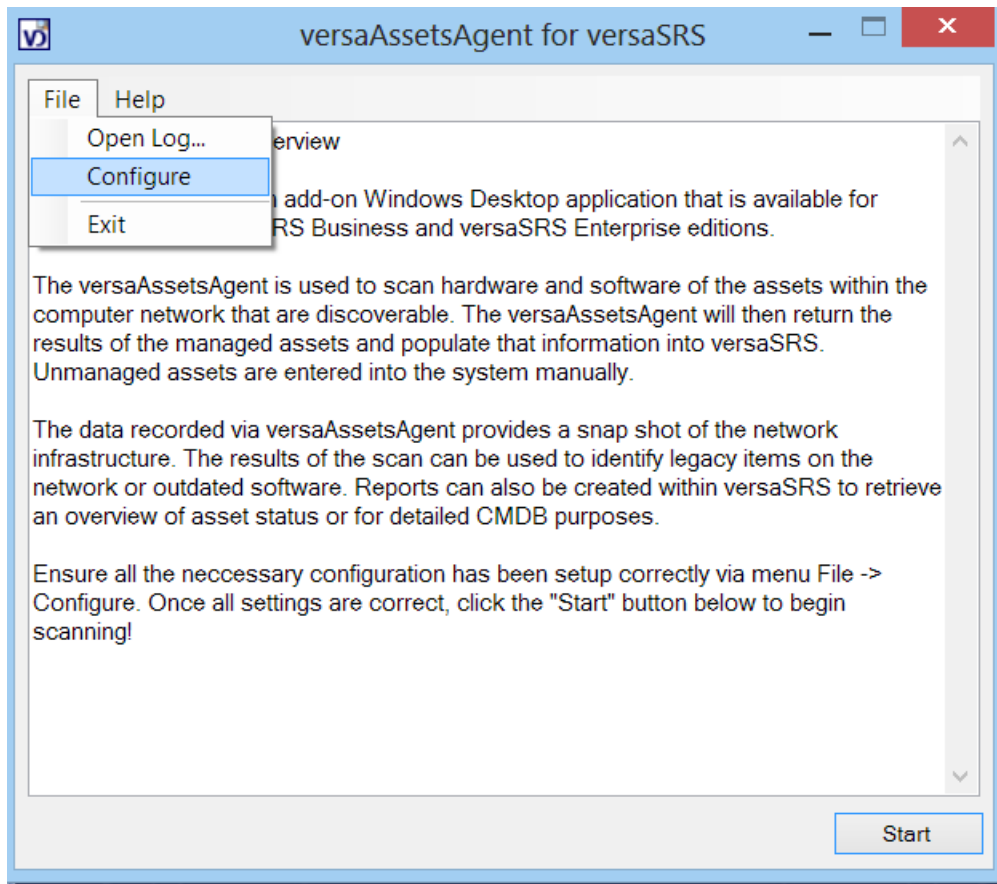 versaAssetsAgent for versaSRS
File Help
Open Log...
Configure
Exit
erview
add-on Windows Desktop application that is available for
RS Business and versaSRS Enterprise editions.
The versaAssetsAgent is used to scan hardware and software of the assets within the
computer network that are discoverable. The versaAssetsAgent will then return the
results of the managed assets and populate that information into versaSRS.
Unmanaged assets are entered into the system manually.
The data recorded via versaAssetsAgent provides a snap shot of the network
infrastructure. The results of the scan can be used to identify legacy items on the
network or outdated software. Reports can also be created within versaSRS to retrieve
an overview of asset status or for detailed CMDB purposes.
Ensure all the neccessary configuration has been setup correctly via menu File ->
Configure. Once all settings are correct, click the "Start" button below to begin
scanning!
Start